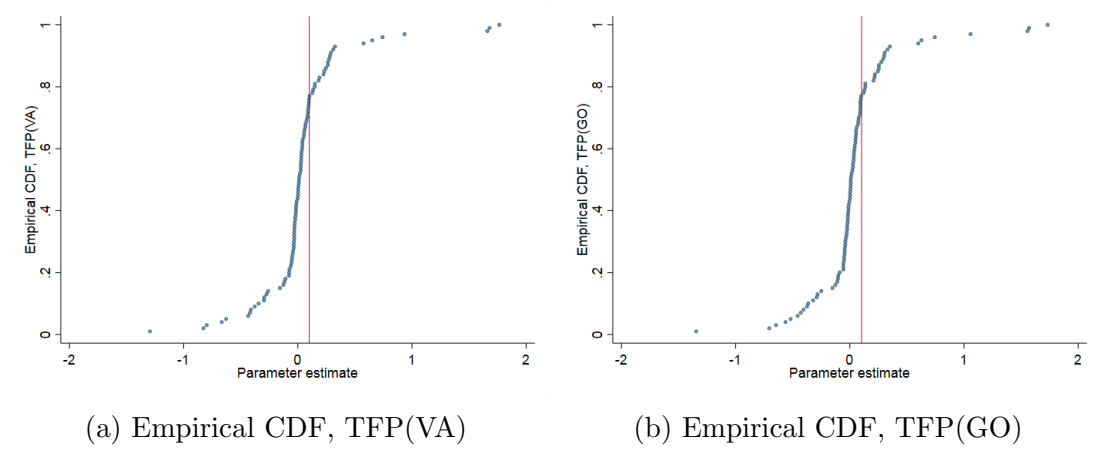 Empirical CDF, TFP(VA)
1
.8
.6
.4
.2
0
-2 -1 0 1 2
Parameter estimate
(a) Empirical CDF, TFP(VA)
Empirical CDF, TFP(GO)
1
.8
.6
.4
.2
0
-2 -1 0 1 2
Parameter estimate
(b) Empirical CDF, TFP(GO)